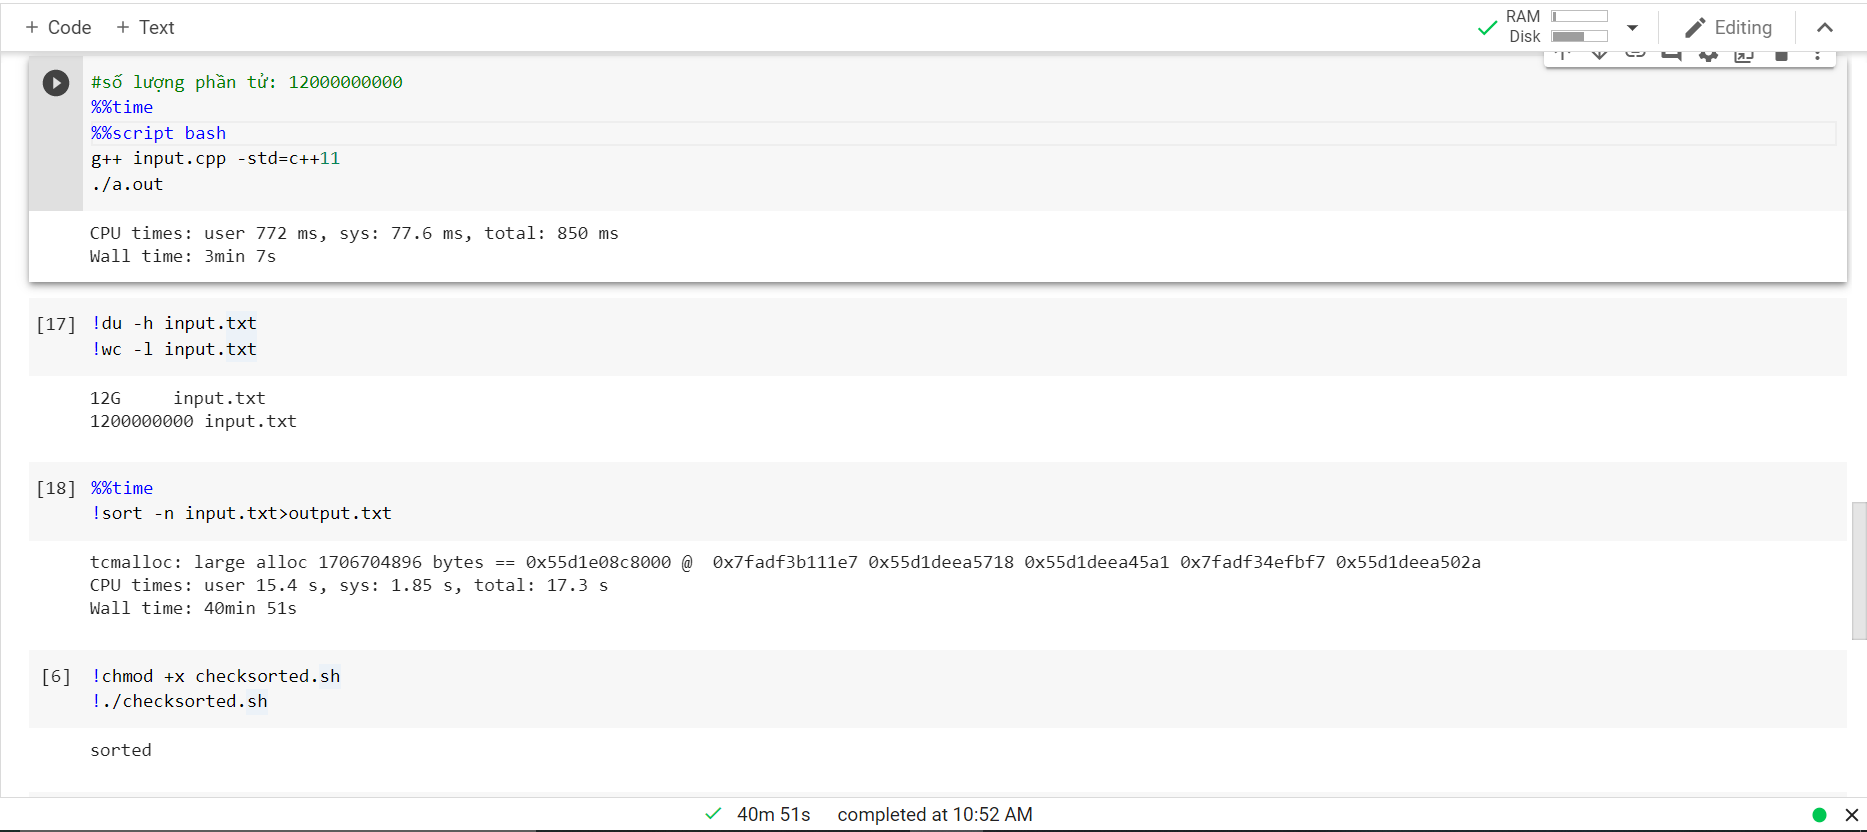 + Code + Text
RAM
Disk
Editing
#số lượng phần tử: 12000000000
%%time
%%script bash
g++ input.cpp -std=c++11
./a.out
CPU times: user 772 ms, sys: 77.6 ms, total: 850 ms
Wall time: 3min 7s
[17] !du -h input.txt
!wc -l input.txt
12G input.txt
1200000000 input.txt
[18] %%time
!sort -n input.txt>output.txt
tcmalloc: large alloc 1706704896 bytes == 0x55d1e08c8000 @ 0x7fadf3b111e7 0x55d1deea5718 0x55d1deea45a1 0x7fadf34efbf7 0x55d1deea502a
CPU times: user 15.4 s, sys: 1.85 s, total: 17.3 s
Wall time: 40min 51s
[6] !chmod +x checksorted.sh
!./checksorted.sh
sorted
40m 51s completed at 10:52 AM